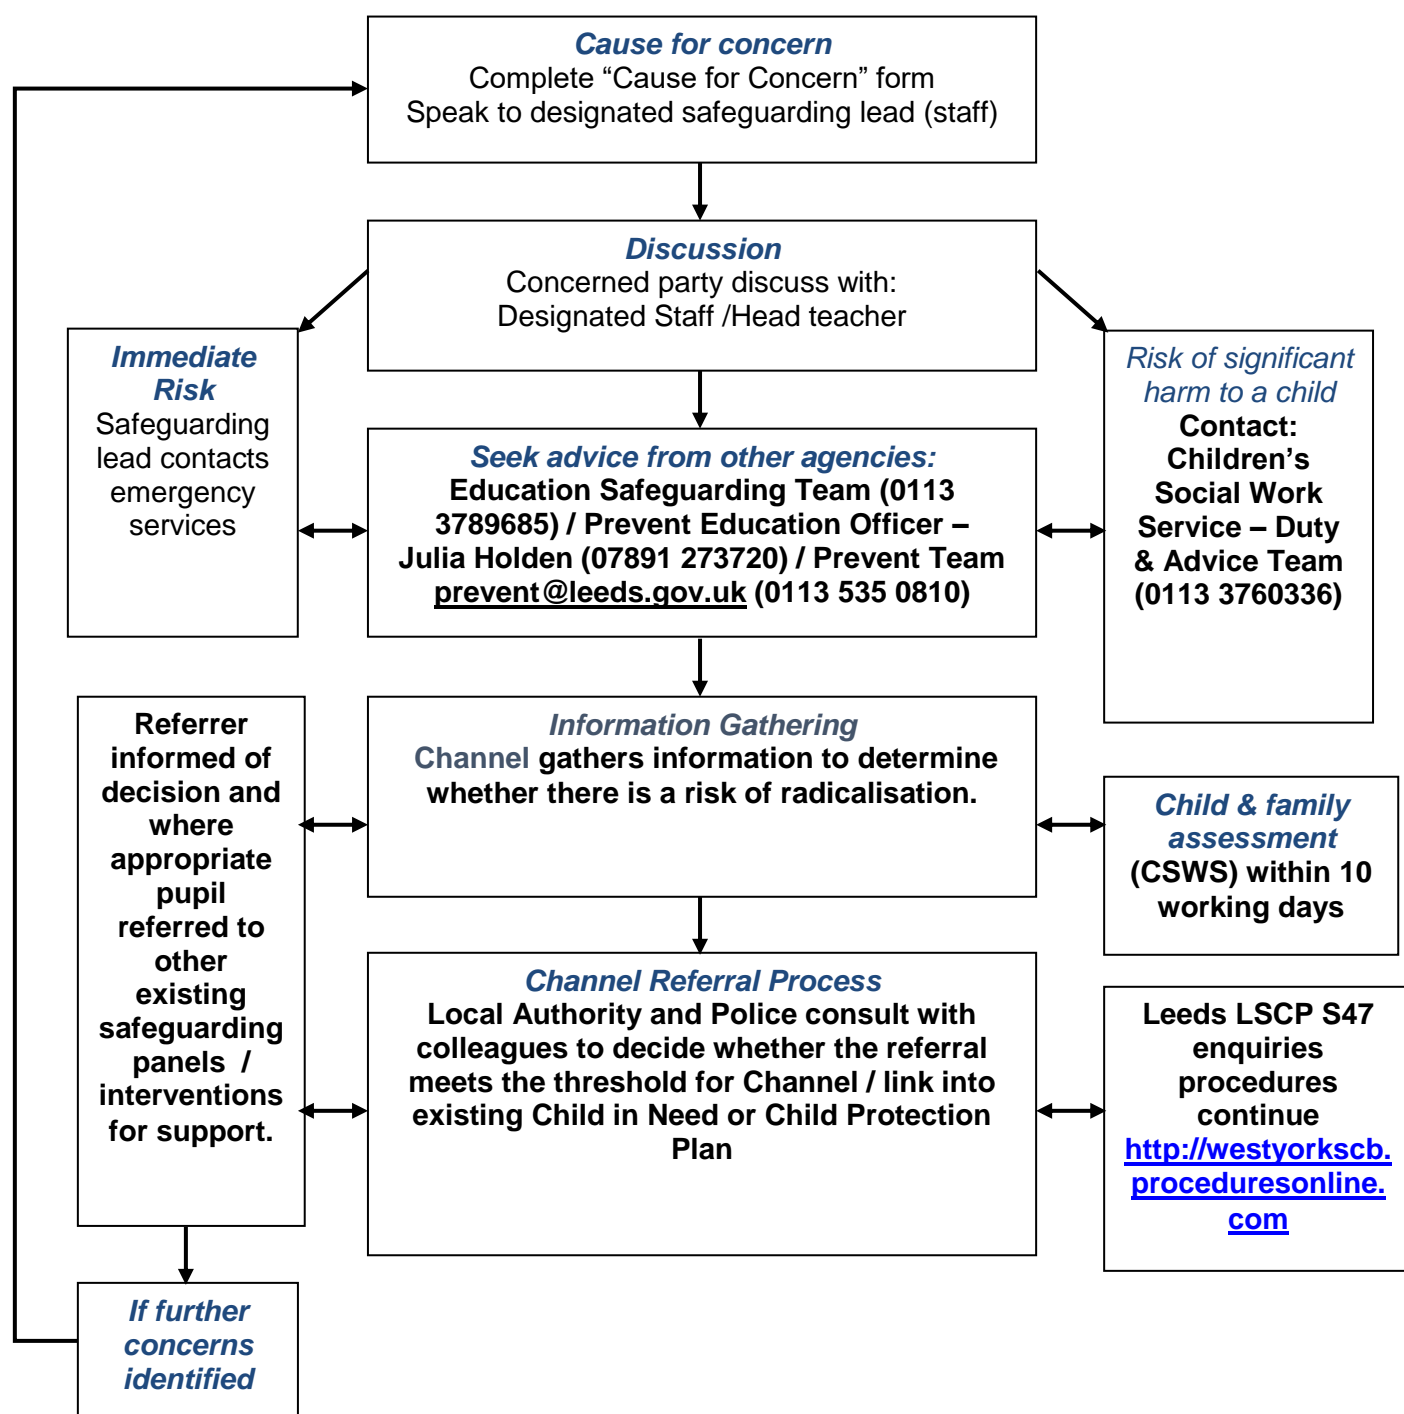 Cause for concern
Complete “Cause for Concern” form
Speak to designated safeguarding lead (staff)
Discussion
Concerned party discuss with:
Designated Staff /Head teacher
Immediate
Risk
Safeguarding
lead contacts
emergency
services
Seek advice from other agencies:
Education Safeguarding Team (0113
3789685) / Prevent Education Officer –
Julia Holden (07891 273720) / Prevent Team
prevent@leeds.gov.uk (0113 535 0810)
Risk of significant
harm to a child
Contact:
Children’s
Social Work
Service – Duty
& Advice Team
(0113 3760336)
Referrer
informed of
decision and
where
appropriate
pupil
referred to
other
existing
safeguarding
panels /
interventions
for support.
Information Gathering
Channel gathers information to determine
whether there is a risk of radicalisation.
Child & family
assessment
(CSWS) within 10
working days
Channel Referral Process
Local Authority and Police consult with
colleagues to decide whether the referral
meets the threshold for Channel / link into
existing Child in Need or Child Protection
Plan
Leeds LSCP S47
enquiries
procedures
continue
http://westyorkscb.
proceduresonline.
com
If further
concerns
identified